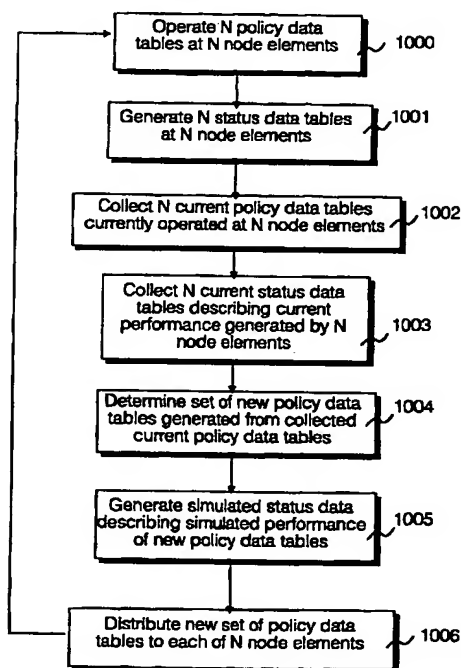 Operate N policy data
tables at N node elements
1000
Generate N status data tables
at N node elements
1001
Collect N current policy data tables
currently operated at N node elements
1002
Collect N current status data
tables describing current
performance generated by N
node elements
1003
Determine set of new policy data
tables generated from collected
current policy data tables
1004
Generate simulated status data
describing simulated performance
of new policy data tables
1005
Distribute new set of policy data
tables to each of N node elements
1006